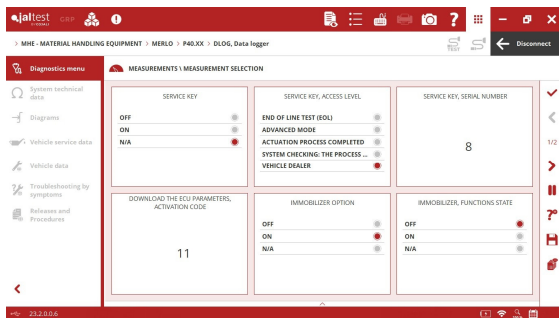 jaltest GRP
BY COJALI
MHE - MATERIAL HANDLING EQUIPMENT > MERLO > P40.XX > DLOG, Data logger
TEST
Disconnect
Diagnostics menu
MEASUREMENTS \ MEASUREMENT SELECTION
System technical data
Diagrams
Vehicle service data
Vehicle data
Troubleshooting by symptoms
Releases and Procedures
SERVICE KEY
OFF
ON
N/A
SERVICE KEY, ACCESS LEVEL
END OF LINE TEST (EOL)
ADVANCED MODE
ACTUATION PROCESS COMPLETED
SYSTEM CHECKING: THE PROCESS ...
VEHICLE DEALER
SERVICE KEY, SERIAL NUMBER
8
1/2
DOWNLOAD THE ECU PARAMETERS,
ACTIVATION CODE
11
IMMOBILIZER OPTION
OFF
ON
N/A
IMMOBILIZER, FUNCTIONS STATE
OFF
ON
N/A
23.2.0.0.6